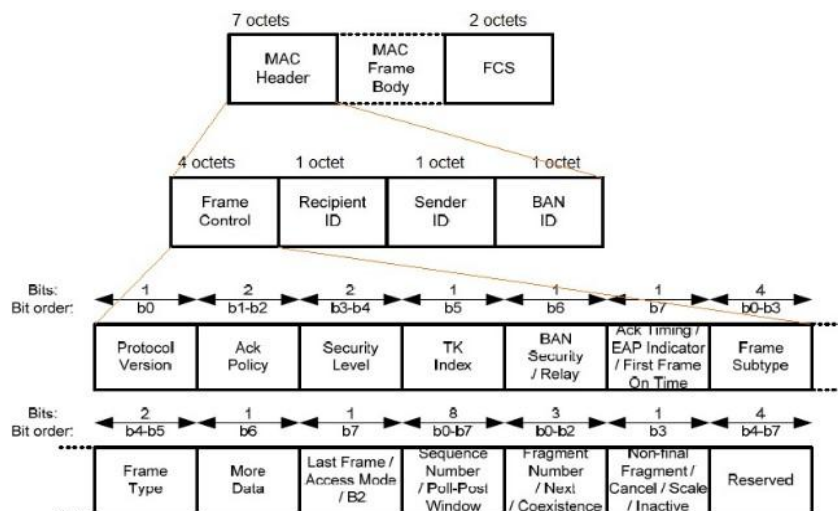 7 octets 2 octets
MAC Header
MAC Frame Body
FCS
4 octets 1 octet 1 octet 1 octet
Frame Control
Recipient ID
Sender ID
BAN ID
Bits: 1 2 2 1 1 1 4
Bit order: b0 b1-b2 b3-b4 b5 b6 b7 b0-b3
Protocol Version
Ack Policy
Security Level
TK Index
BAN Security / Relay
Ack Timing / EAP Indicator / First Frame On Time
Frame Subtype
Bits: 2 1 1 8 3 1 4
Bit order: b4-b5 b6 b7 b0-b7 b0-b2 b3 b4-b7
Frame Type
More Data
Last Frame / Access Mode / B2
Sequence Number / Poll-Post Window
Fragment Number / Next / Coexistence
Non-final Fragment / Cancel / Scale / Inactive
Reserved